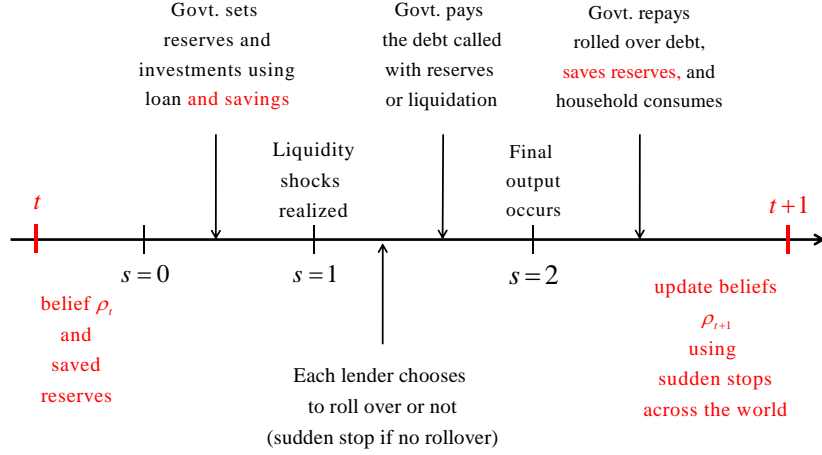 Govt. sets
reserves and
investments using
loan and savings
Govt. pays
the debt called
with reserves
or liquidation
Govt. repays
rolled over debt,
saves reserves, and
household consumes
Liquidity
shocks
realized
Final
output
occurs
t
t+1
s = 0
s = 1
s = 2
belief ρₜ
and
saved
reserves
Each lender chooses
to roll over or not
(sudden stop if no rollover)
update beliefs
ρₜ₊₁
using
sudden stops
across the world